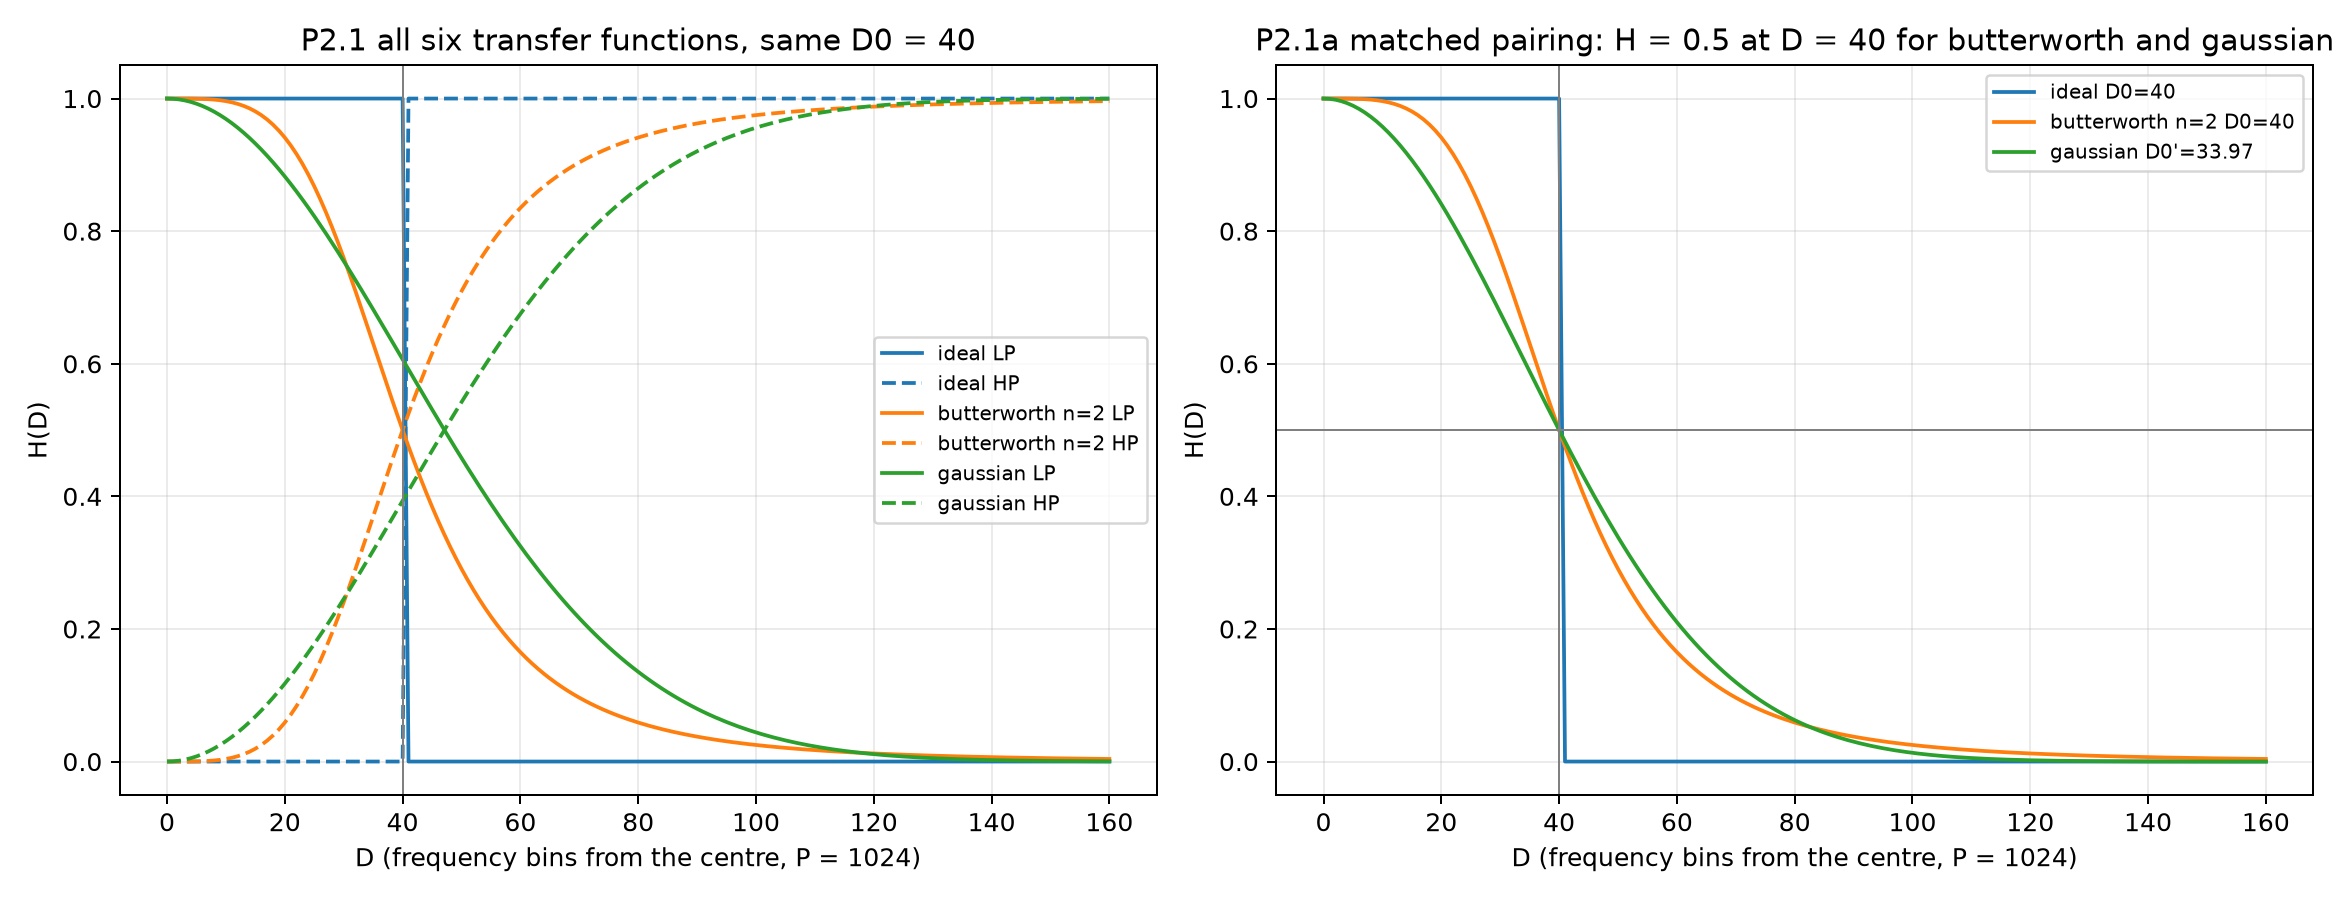 P2.1 all six transfer functions, same D0 = 40
H(D)
1.0
0.8
0.6
0.4
0.2
0.0
ideal LP
ideal HP
butterworth n=2 LP
butterworth n=2 HP
gaussian LP
gaussian HP
0 20 40 60 80 100 120 140 160
D (frequency bins from the centre, P = 1024)
P2.1a matched pairing: H = 0.5 at D = 40 for butterworth and gaussian
H(D)
1.0
0.8
0.6
0.4
0.2
0.0
ideal D0=40
butterworth n=2 D0=40
gaussian D0'=33.97
0 20 40 60 80 100 120 140 160
D (frequency bins from the centre, P = 1024)